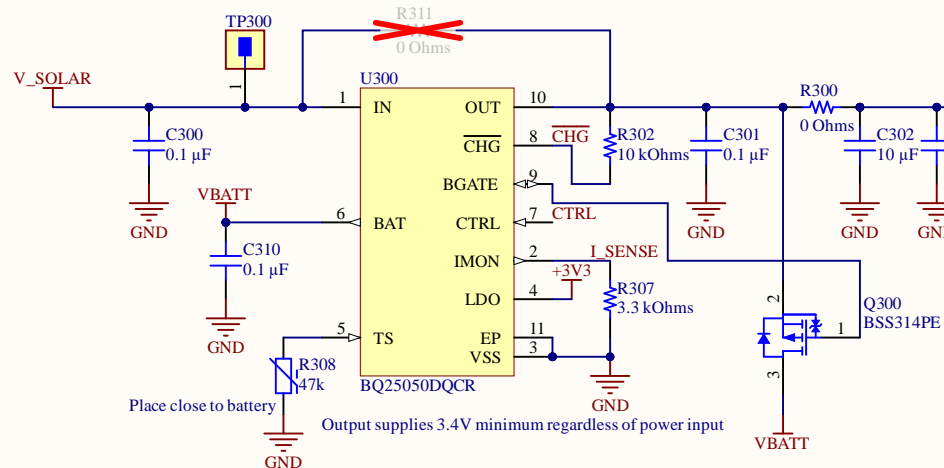 R311
0 Ohms
TP300
1
V_SOLAR
U300
1
IN
OUT
10
R300
0 Ohms
C300
0.1 µF
CHG
8
CHG
R302
10 kOhms
C301
0.1 µF
C302
10 µF
BGATE
9
VBATT
GND
6
BAT
CTRL
7
CTRL
GND
GND
GND
C310
0.1 µF
IMON
2
I_SENSE
+3V3
LDO
4
R307
3.3 kOhms
2
Q300
BSS314PE
1
GND
5
TS
EP
11
VSS
3
3
R308
47k
BQ25050DQCR
Place close to battery
GND
Output supplies 3.4V minimum regardless of power input
VBATT
GND